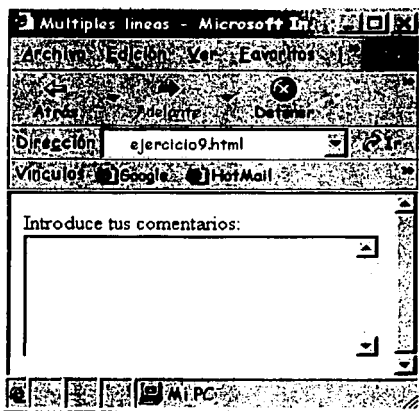 Multiples lineas - Microsoft In
Archivo Edición Ver Favoritos
Atrás Adelante Detener
Dirección ejercicio9.html Ir
Vínculos Google HotMail
Introduce tus comentarios:
Mi PC